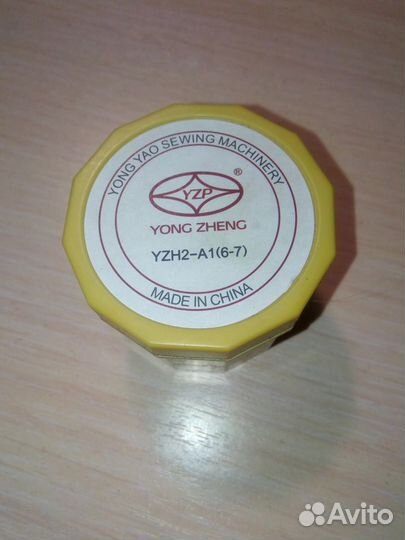 YONG YAO SEWING MACHINERY
YZP ®
YONG ZHENG
YZH2-A1(6-7)
MADE IN CHINA
Avito